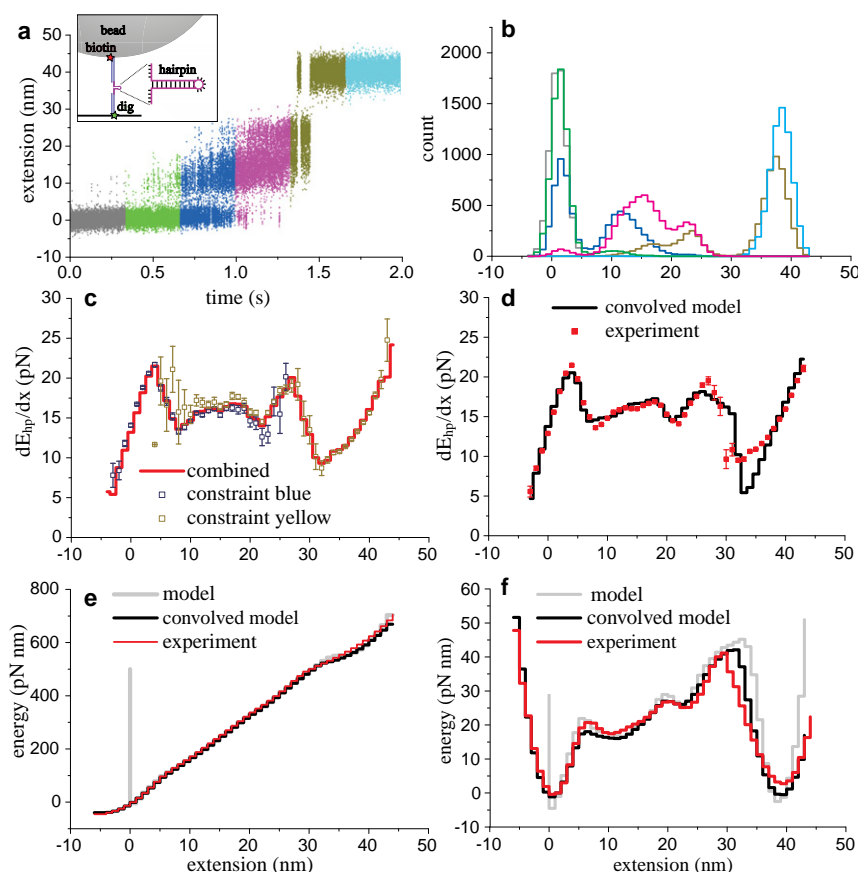 a
bead
biotin
hairpin
dig
extension (nm)
50
40
30
20
10
0
-10
0.0 0.5 1.0 1.5 2.0
time (s)
b
count
2000
1500
1000
500
0
-10 0 10 20 30 40 50
c
dE_hp/dx (pN)
30
25
20
15
10
5
0
combined
constraint blue
constraint yellow
-10 0 10 20 30 40 50
d
convolved model
experiment
dE_hp/dx (pN)
30
25
20
15
10
5
0
-10 0 10 20 30 40 50
e
model
convolved model
experiment
energy (pN nm)
800
600
400
200
0
-10 0 10 20 30 40 50
extension (nm)
f
model
convolved model
experiment
energy (pN nm)
60
50
40
30
20
10
0
-10
-10 0 10 20 30 40 50
extension (nm)